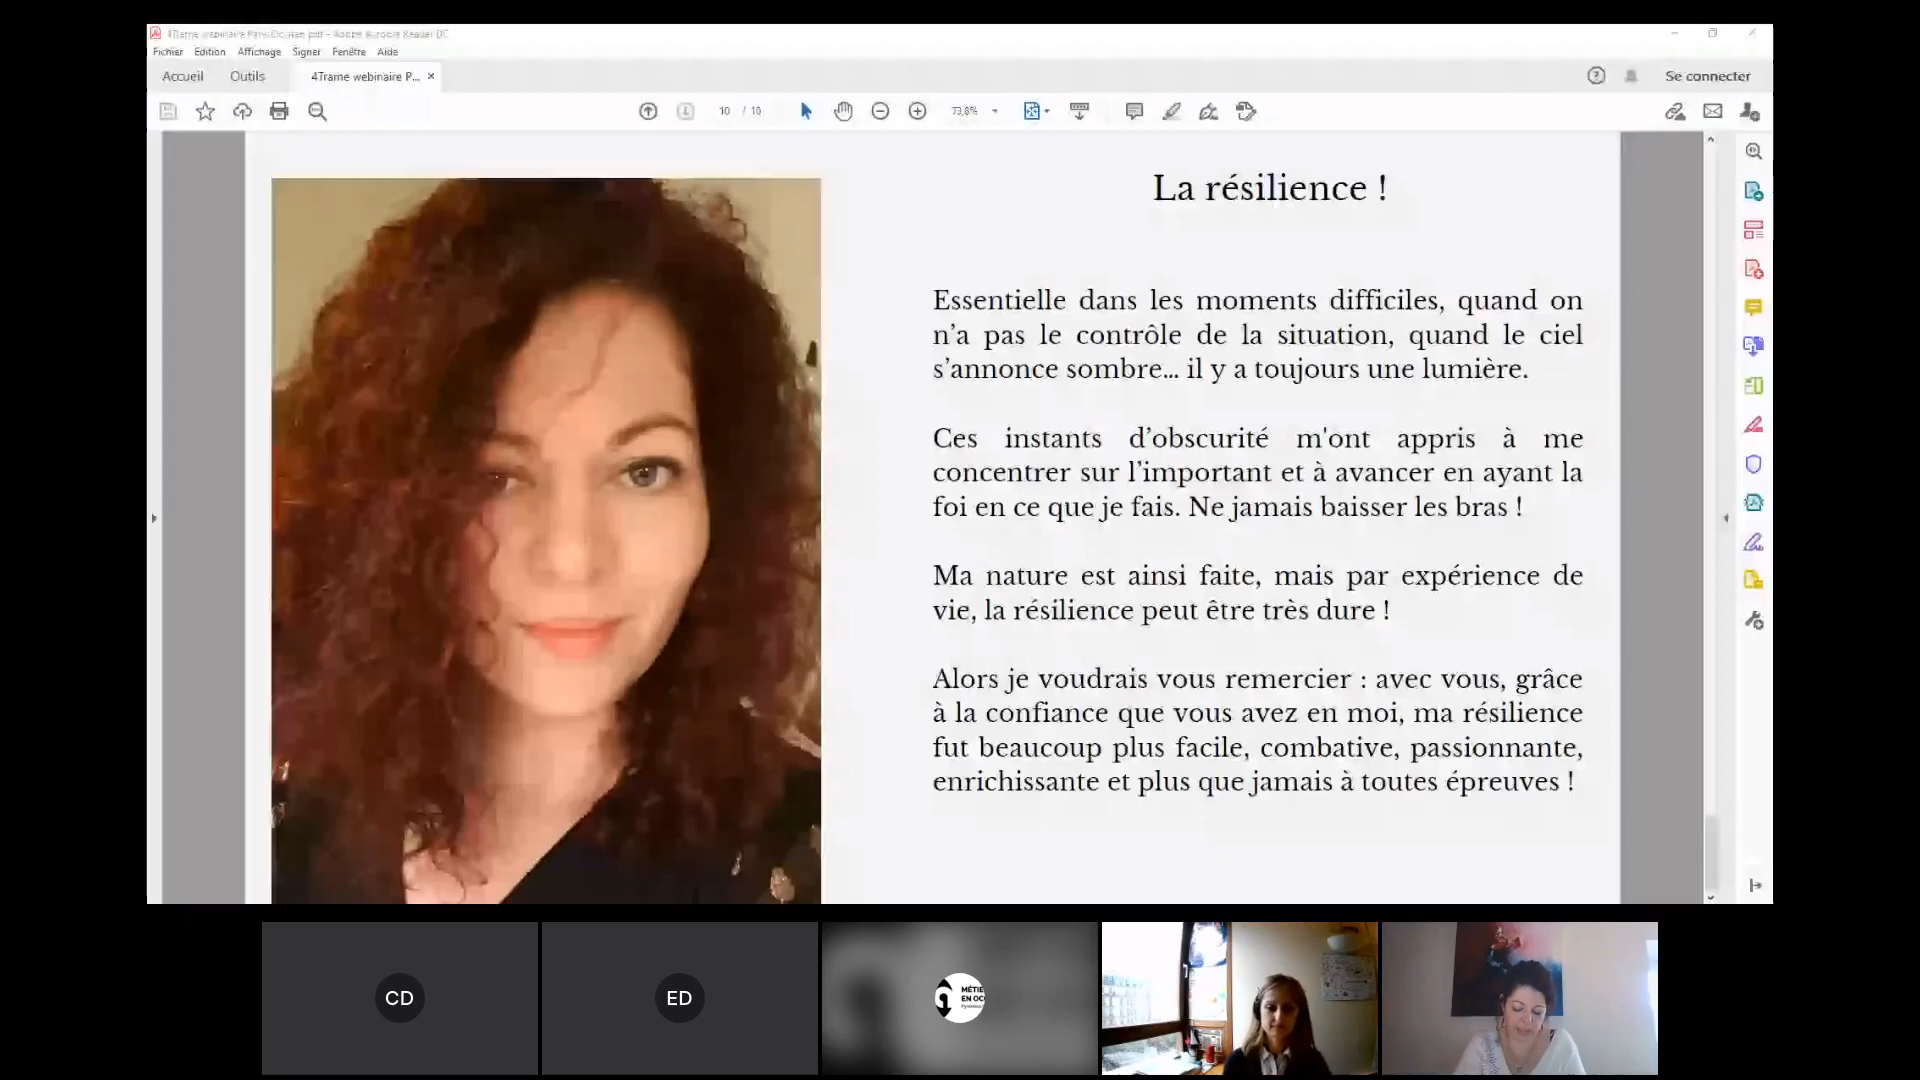 Fichier Edition Affichage Signer Fenêtre Aide
Accueil Outils 4Trame webinaire P... × Se connecter
10 / 10 73,8%
La résilience !
Essentielle dans les moments difficiles, quand on
n’a pas le contrôle de la situation, quand le ciel
s’annonce sombre... il y a toujours une lumière.
Ces instants d’obscurité m'ont appris à me
concentrer sur l’important et à avancer en ayant la
foi en ce que je fais. Ne jamais baisser les bras !
Ma nature est ainsi faite, mais par expérience de
vie, la résilience peut être très dure !
Alors je voudrais vous remercier : avec vous, grâce
à la confiance que vous avez en moi, ma résilience
fut beaucoup plus facile, combative, passionnante,
enrichissante et plus que jamais à toutes épreuves !
CD
ED
MÉTIE
EN OC